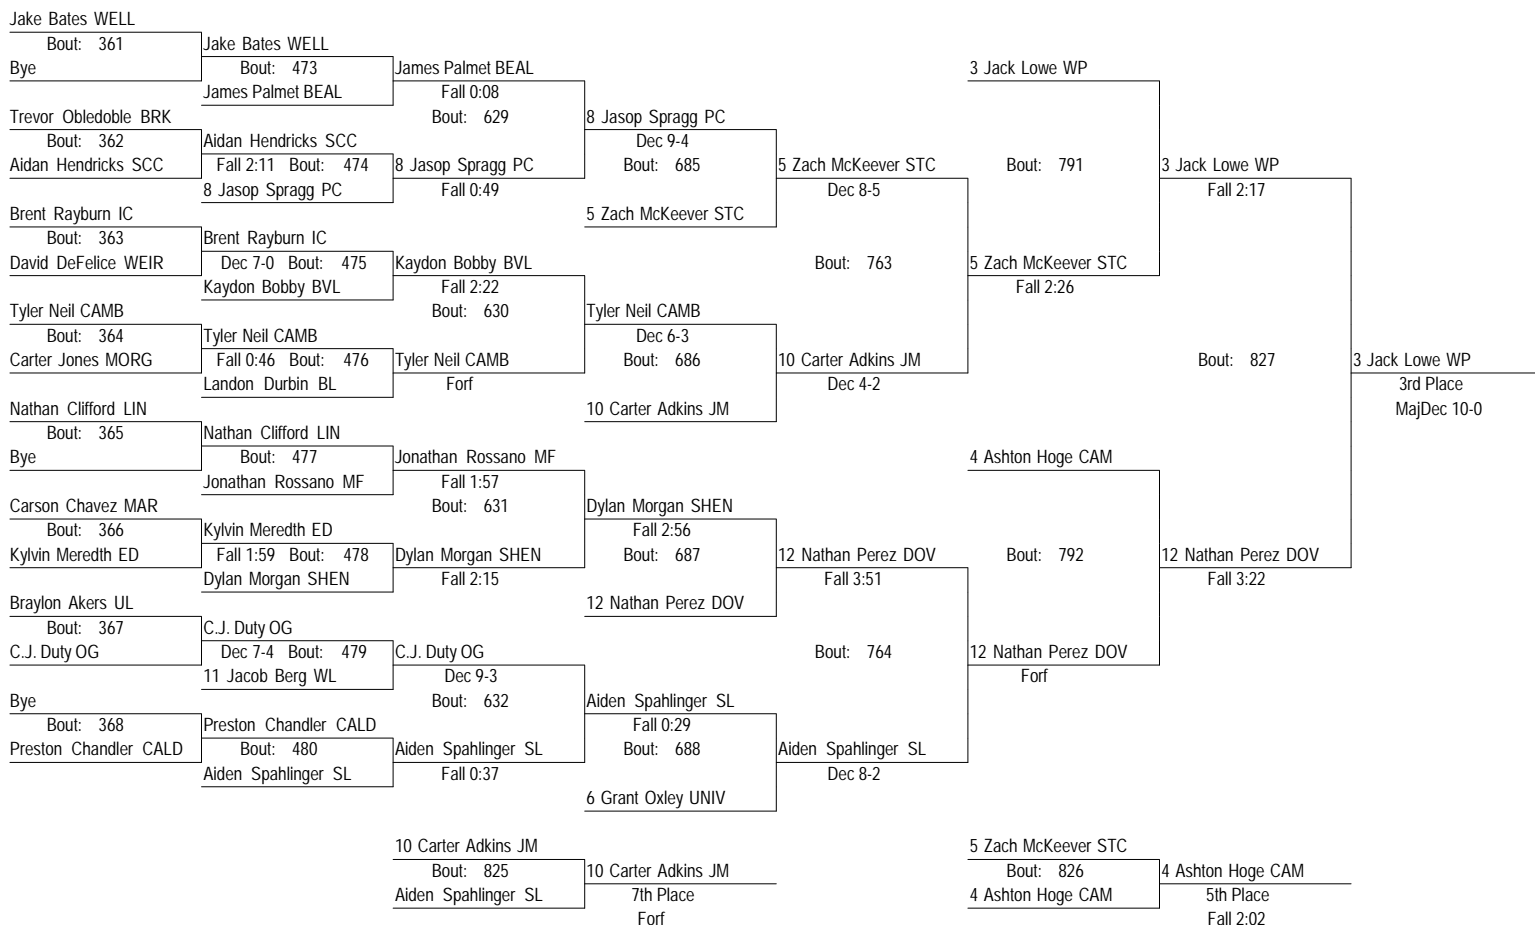 Jake Bates WELL
Bout: 361
Jake Bates WELL
Bye
Bout: 473
James Palmet BEAL
3 Jack Lowe WP
James Palmet BEAL
Fall 0:08
Trevor Obledoble BRK
Bout: 629
8 Jasop Spragg PC
Bout: 362
Aidan Hendricks SCC
Dec 9-4
Aidan Hendricks SCC
Fall 2:11 Bout: 474
8 Jasop Spragg PC
Bout: 685
5 Zach McKeever STC
Bout: 791
3 Jack Lowe WP
8 Jasop Spragg PC
Fall 0:49
Dec 8-5
Fall 2:17
Brent Rayburn IC
5 Zach McKeever STC
Bout: 363
Brent Rayburn IC
David DeFelice WEIR
Dec 7-0 Bout: 475
Kaydon Bobby BVL
Bout: 763
5 Zach McKeever STC
Kaydon Bobby BVL
Fall 2:22
Fall 2:26
Tyler Neil CAMB
Bout: 630
Tyler Neil CAMB
Bout: 364
Tyler Neil CAMB
Dec 6-3
Carter Jones MORG
Fall 0:46 Bout: 476
Tyler Neil CAMB
Bout: 686
10 Carter Adkins JM
Bout: 827
3 Jack Lowe WP
Landon Durbin BL
Forf
Dec 4-2
3rd Place
Nathan Clifford LIN
10 Carter Adkins JM
MajDec 10-0
Bout: 365
Nathan Clifford LIN
Bye
Bout: 477
Jonathan Rossano MF
4 Ashton Hoge CAM
Jonathan Rossano MF
Fall 1:57
Carson Chavez MAR
Bout: 631
Dylan Morgan SHEN
Bout: 366
Kylvin Meredth ED
Fall 2:56
Kylvin Meredth ED
Fall 1:59 Bout: 478
Dylan Morgan SHEN
Bout: 687
12 Nathan Perez DOV
Bout: 792
12 Nathan Perez DOV
Dylan Morgan SHEN
Fall 2:15
Fall 3:51
Fall 3:22
Braylon Akers UL
12 Nathan Perez DOV
Bout: 367
C.J. Duty OG
C.J. Duty OG
Dec 7-4 Bout: 479
C.J. Duty OG
Bout: 764
12 Nathan Perez DOV
11 Jacob Berg WL
Dec 9-3
Forf
Bye
Bout: 632
Aiden Spahlinger SL
Bout: 368
Preston Chandler CALD
Fall 0:29
Preston Chandler CALD
Bout: 480
Aiden Spahlinger SL
Bout: 688
Aiden Spahlinger SL
Aiden Spahlinger SL
Fall 0:37
Dec 8-2
6 Grant Oxley UNIV
10 Carter Adkins JM
5 Zach McKeever STC
Bout: 825
10 Carter Adkins JM
Bout: 826
4 Ashton Hoge CAM
Aiden Spahlinger SL
7th Place
4 Ashton Hoge CAM
5th Place
Forf
Fall 2:02